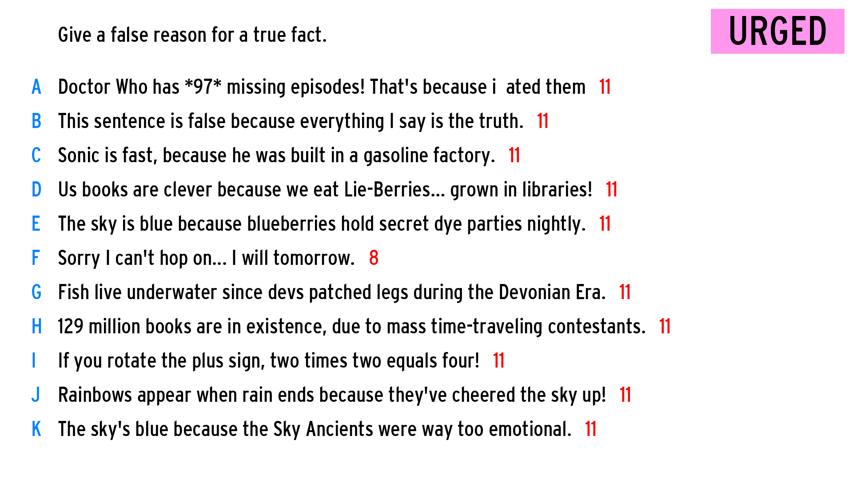 Give a false reason for a true fact.
URGED
A Doctor Who has *97* missing episodes! That's because i ated them 11
B This sentence is false because everything I say is the truth. 11
C Sonic is fast, because he was built in a gasoline factory. 11
D Us books are clever because we eat Lie-Berries... grown in libraries! 11
E The sky is blue because blueberries hold secret dye parties nightly. 11
F Sorry I can't hop on... I will tomorrow. 8
G Fish live underwater since devs patched legs during the Devonian Era. 11
H 129 million books are in existence, due to mass time-traveling contestants. 11
I If you rotate the plus sign, two times two equals four! 11
J Rainbows appear when rain ends because they've cheered the sky up! 11
K The sky's blue because the Sky Ancients were way too emotional. 11